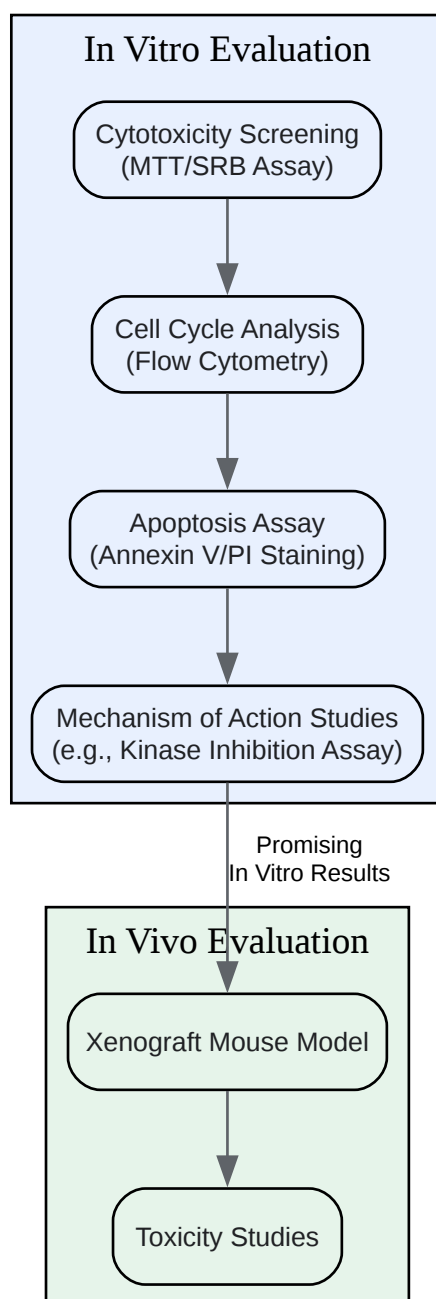 In Vitro Evaluation
Cytotoxicity Screening
(MTT/SRB Assay)
Cell Cycle Analysis
(Flow Cytometry)
Apoptosis Assay
(Annexin V/PI Staining)
Mechanism of Action Studies
(e.g., Kinase Inhibition Assay)
Promising
In Vitro Results
In Vivo Evaluation
Xenograft Mouse Model
Toxicity Studies